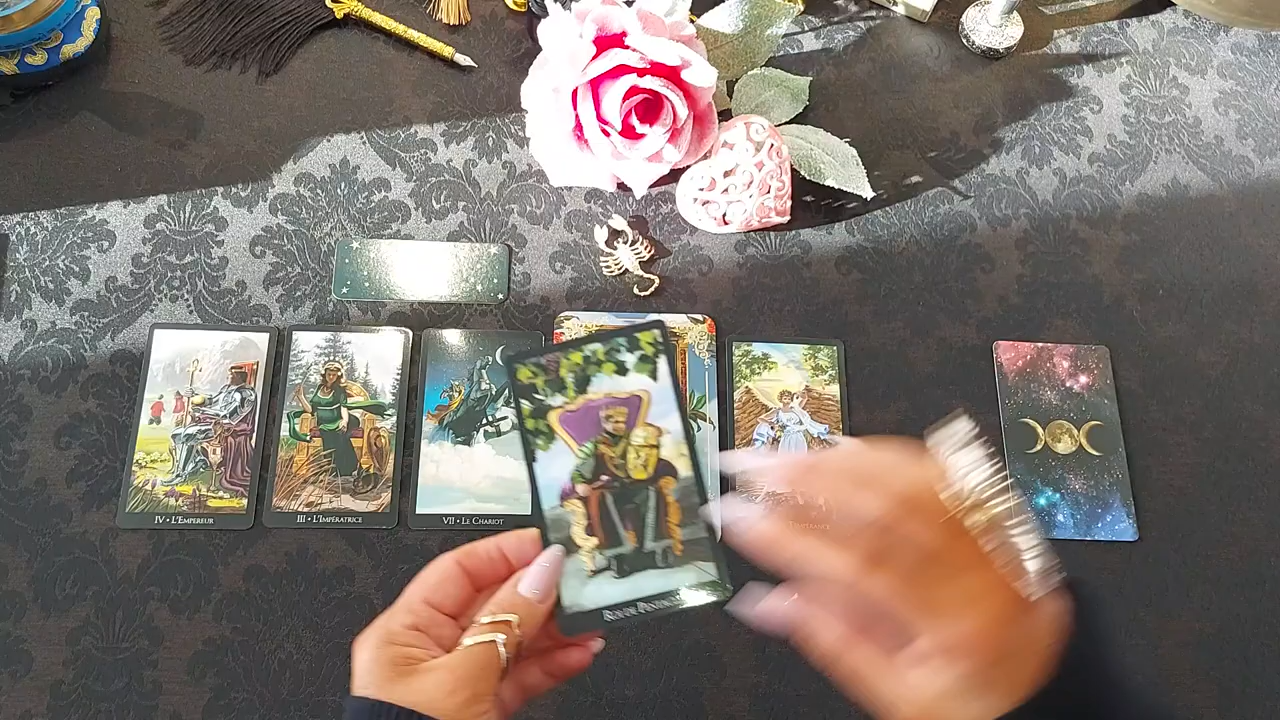 IV • L'Empereur
III • L'Impératrice
VII • Le Chariot